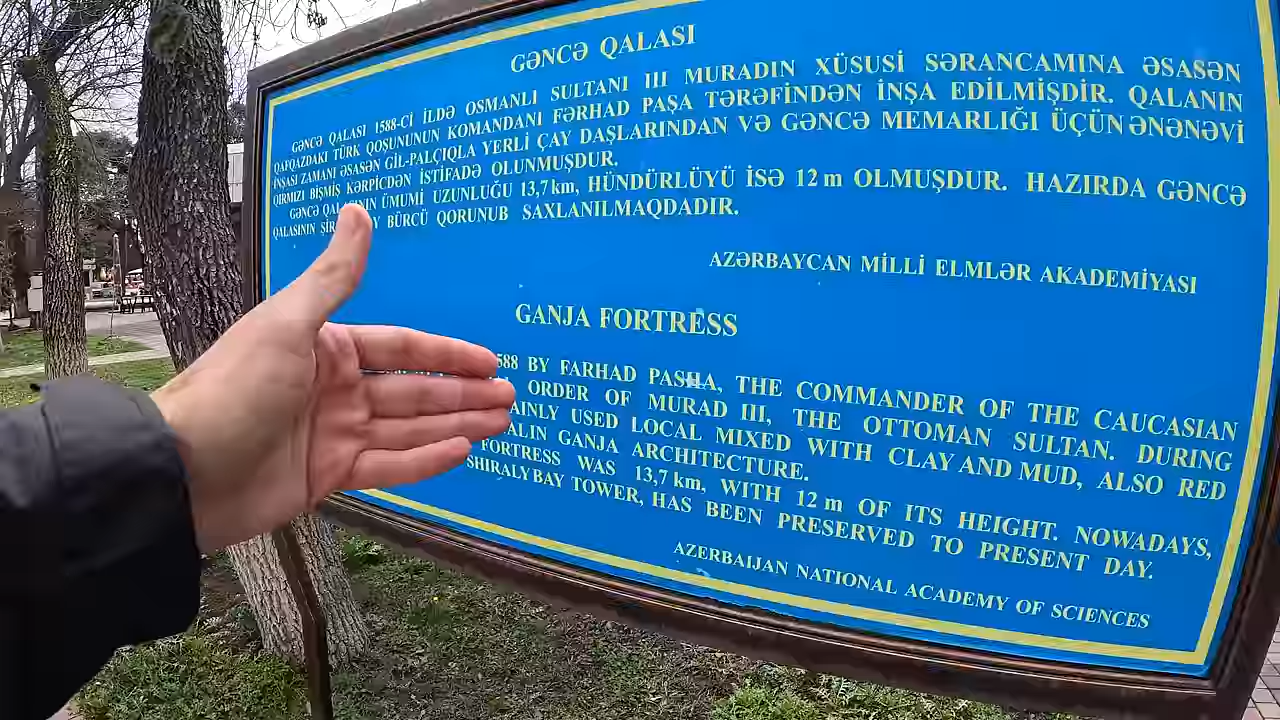 GƏNCƏ QALASI
GƏNCƏ QALASI 1588-Cİ İLDƏ OSMANLI SULTANI III MURADIN XÜSUSİ SƏRANCAMINA ƏSASƏN
QAFQAZDAKI TÜRK QOŞUNUNUN KOMANDANI FƏRHAD PAŞA TƏRƏFİNDƏN İNŞA EDİLMİŞDİR. QALANIN
İNŞASI ZAMANI ƏSASƏN GİL-PALÇIQLA YERLİ ÇAY DAŞLARINDAN VƏ GƏNCƏ MEMARLIĞI ÜÇÜN ƏNƏNƏVİ
QIRMIZI BİŞMİŞ KƏRPİCDƏN İSTİFADƏ OLUNMUŞDUR.
GƏNCƏ ÜMUMİ UZUNLUĞU 13,7 km, HÜNDÜRLÜYÜ İSƏ 12 m OLMUŞDUR. HAZIRDA GƏNCƏ
QALASININ BÜRCÜ QORUNUB SAXLANILMAQDADIR.
AZƏRBAYCAN MİLLİ ELMLƏR AKADEMİYASI
GANJA FORTRESS
588 BY FARHAD PASHA, THE COMMANDER OF THE CAUCASIAN
ORDER OF MURAD III, THE OTTOMAN SULTAN. DURING
AINLY USED LOCAL MIXED WITH CLAY AND MUD, ALSO RED
ALIN GANJA ARCHITECTURE.
FORTRESS WAS 13,7 km, WITH 12 m OF ITS HEIGHT. NOWADAYS,
SHIRALYBAY TOWER, HAS BEEN PRESERVED TO PRESENT DAY.
AZERBAIJAN NATIONAL ACADEMY OF SCIENCES